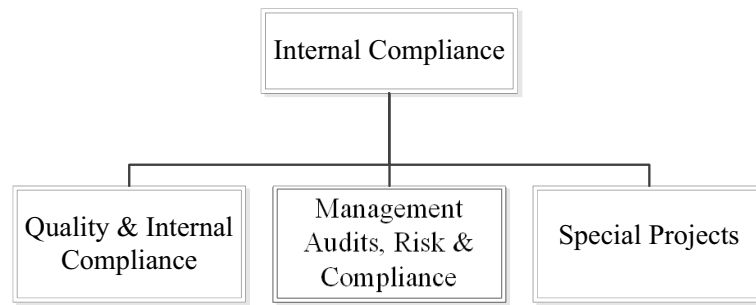 Internal Compliance
Quality & Internal
Compliance
Management
Audits, Risk &
Compliance
Special Projects